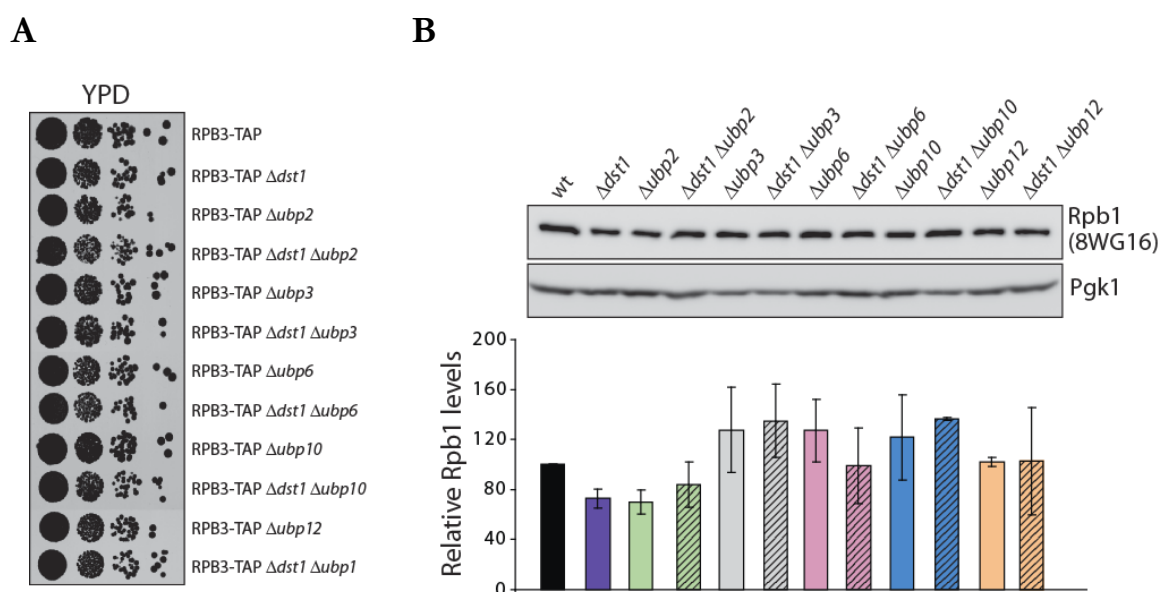 A
B
YPD
RPB3-TAP
RPB3-TAP Δdst1
RPB3-TAP Δubp2
RPB3-TAP Δdst1 Δubp2
RPB3-TAP Δubp3
RPB3-TAP Δdst1 Δubp3
RPB3-TAP Δubp6
RPB3-TAP Δdst1 Δubp6
RPB3-TAP Δubp10
RPB3-TAP Δdst1 Δubp10
RPB3-TAP Δubp12
RPB3-TAP Δdst1 Δubp1
wt
Δdst1
Δubp2
Δdst1 Δubp2
Δubp3
Δdst1 Δubp3
Δubp6
Δdst1 Δubp6
Δubp10
Δdst1 Δubp10
Δubp12
Δdst1 Δubp12
Rpb1
(8WG16)
Pgk1
Relative Rpb1 levels
200
160
120
80
40
0